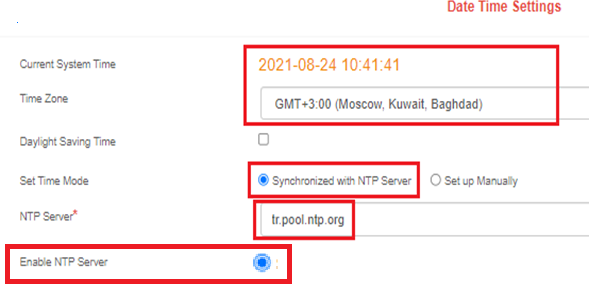 Date Time Settings
Current System Time 2021-08-24 10:41:41
Time Zone GMT+3:00 (Moscow, Kuwait, Baghdad)
Daylight Saving Time
Set Time Mode Synchronized with NTP Server Set up Manually
NTP Server* tr.pool.ntp.org
Enable NTP Server :